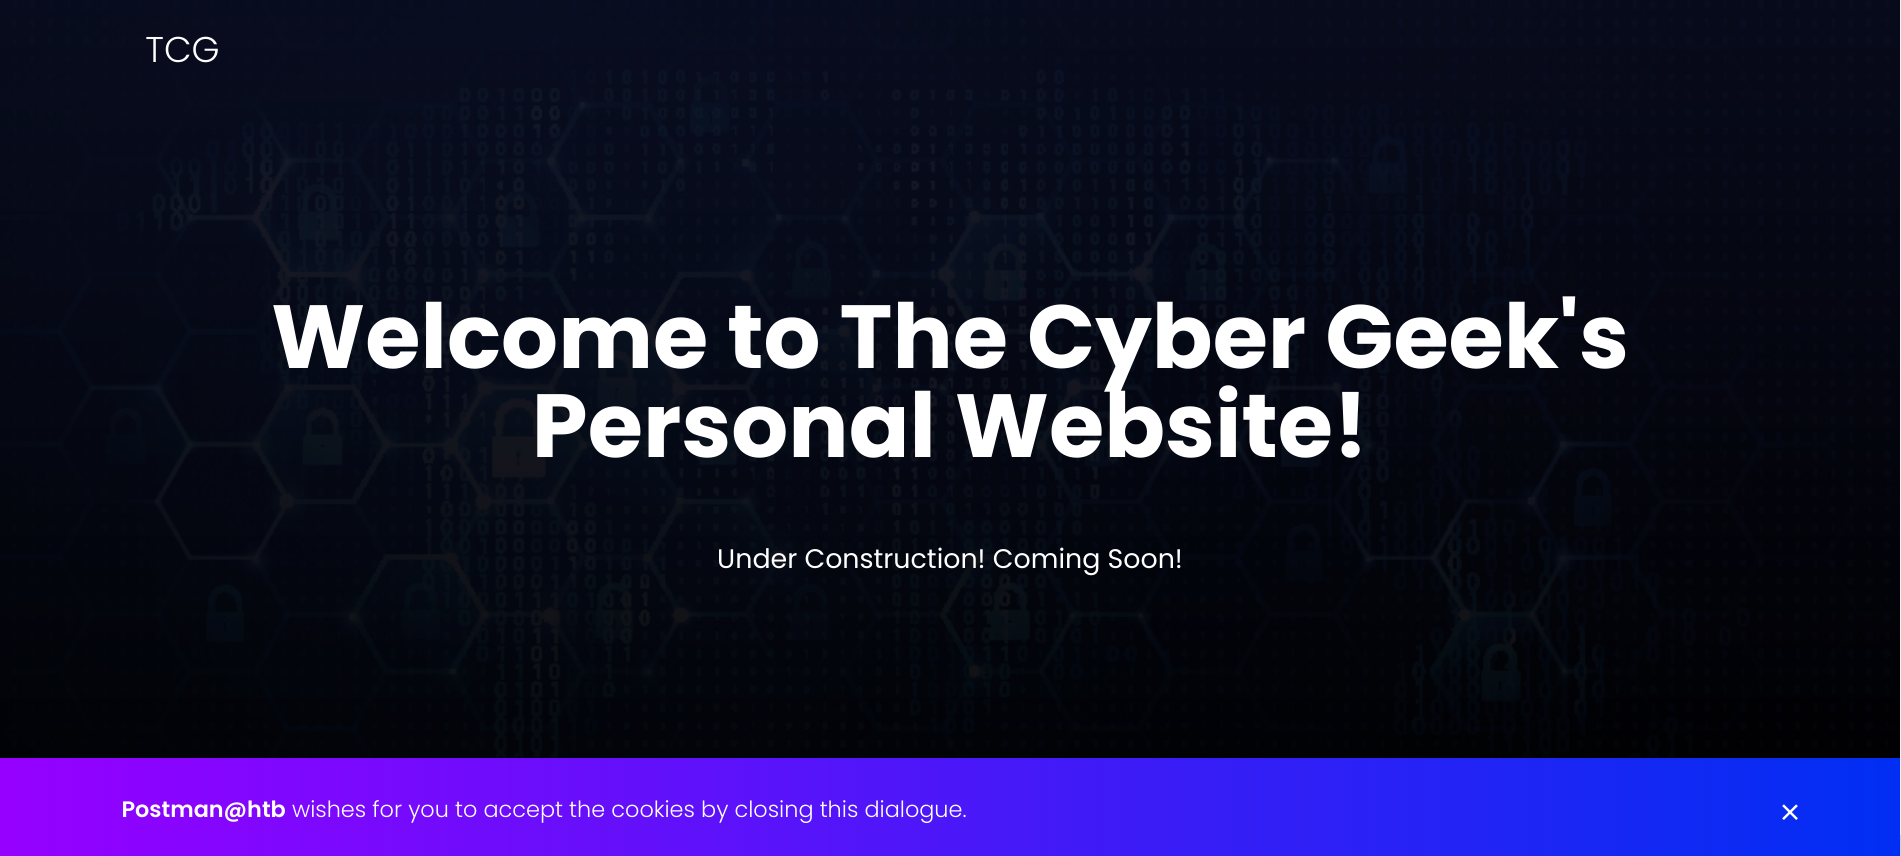 TCG
Welcome to The Cyber Geek's
Personal Website!
Under Construction! Coming Soon!
Postman@htb wishes for you to accept the cookies by closing this dialogue.